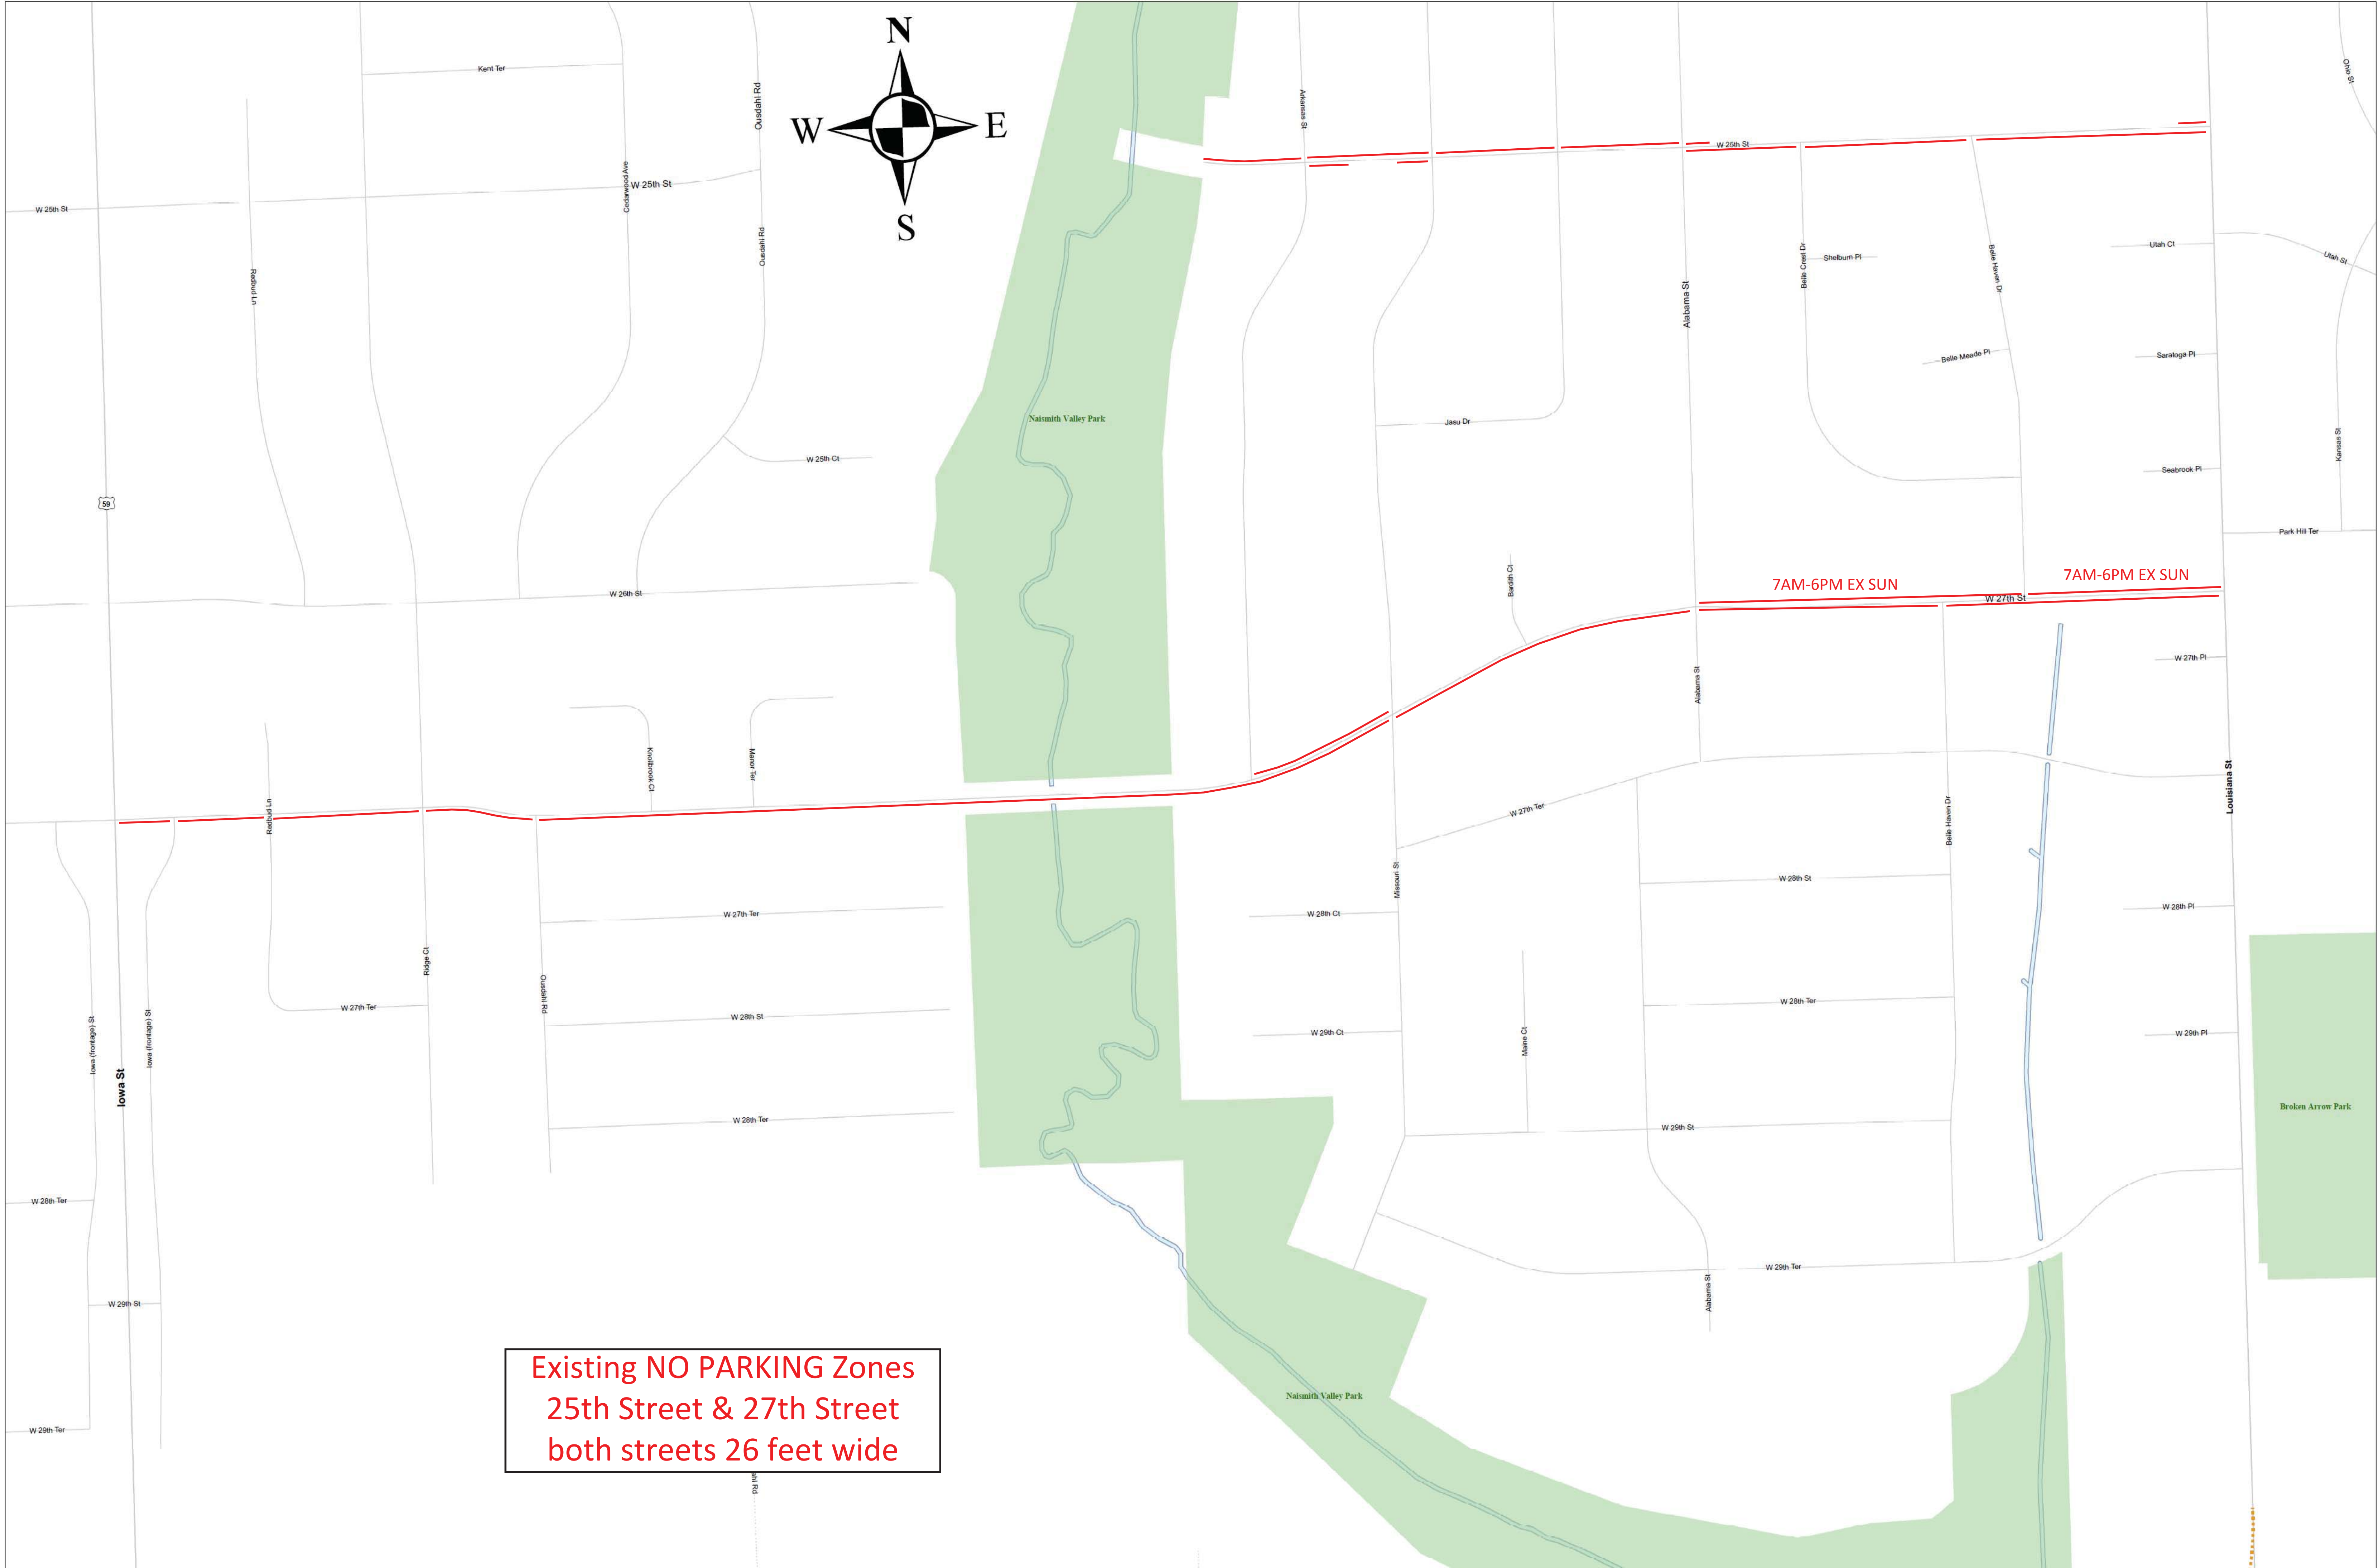 N
W
E
S
Kent Ter
Ousdahl Rd
Arkansas St
Ohio St
W 25th St
Cedarwood Ave
W 25th St
W 25th St
Ousdahl Rd
Redbud Ln
Alabama St
Belle Crest Dr
Shelburn Pl
Belle Haven Dr
Utah Ct
Utah St
Belle Meade Pl
Saratoga Pl
Naismith Valley Park
Jasu Dr
Kansas St
W 25th Ct
Seabrook Pl
59
Park Hill Ter
Bardith Ct
7AM-6PM EX SUN
7AM-6PM EX SUN
W 26th St
W 27th St
W 27th Pl
Alabama St
Knollbrook Ct
Manor Ter
Louisiana St
Redbud Ln
W 27th Ter
Belle Haven Dr
Missouri St
W 28th St
W 27th Ter
W 28th Ct
W 28th Pl
Ridge Ct
Ousdahl Rd
W 27th Ter
W 28th St
W 28th Ter
Iowa (frontage) St
Iowa (frontage) St
W 29th Ct
Maine Ct
W 29th Pl
Iowa St
W 28th Ter
W 29th St
Broken Arrow Park
W 28th Ter
W 29th Ter
Alabama St
W 29th St
Existing NO PARKING Zones
25th Street & 27th Street
both streets 26 feet wide
Naismith Valley Park
W 29th Ter
ahl Rd